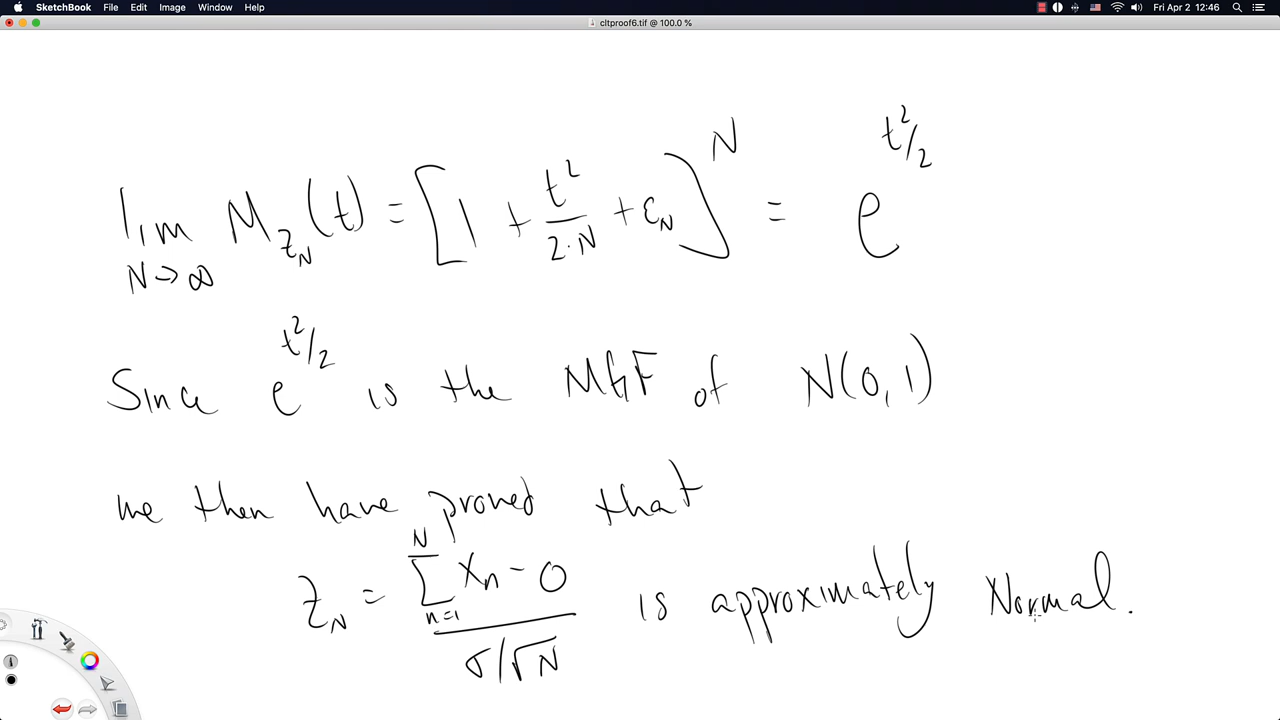 SketchBook File Edit Image Window Help Fri Apr 2 12:46
cltproof6.tif @ 100.0 %
lim_{N→∞} M_{Z_N}(t) = [1 + t²/(2·N) + ε_N]^N = e^{t²/2}
Since e^{t²/2} is the MGF of N(0,1)
we then have proved that
Z_N = (∑_{n=1}^{N} X_n - 0)/(σ/√N) is approximately Normal.